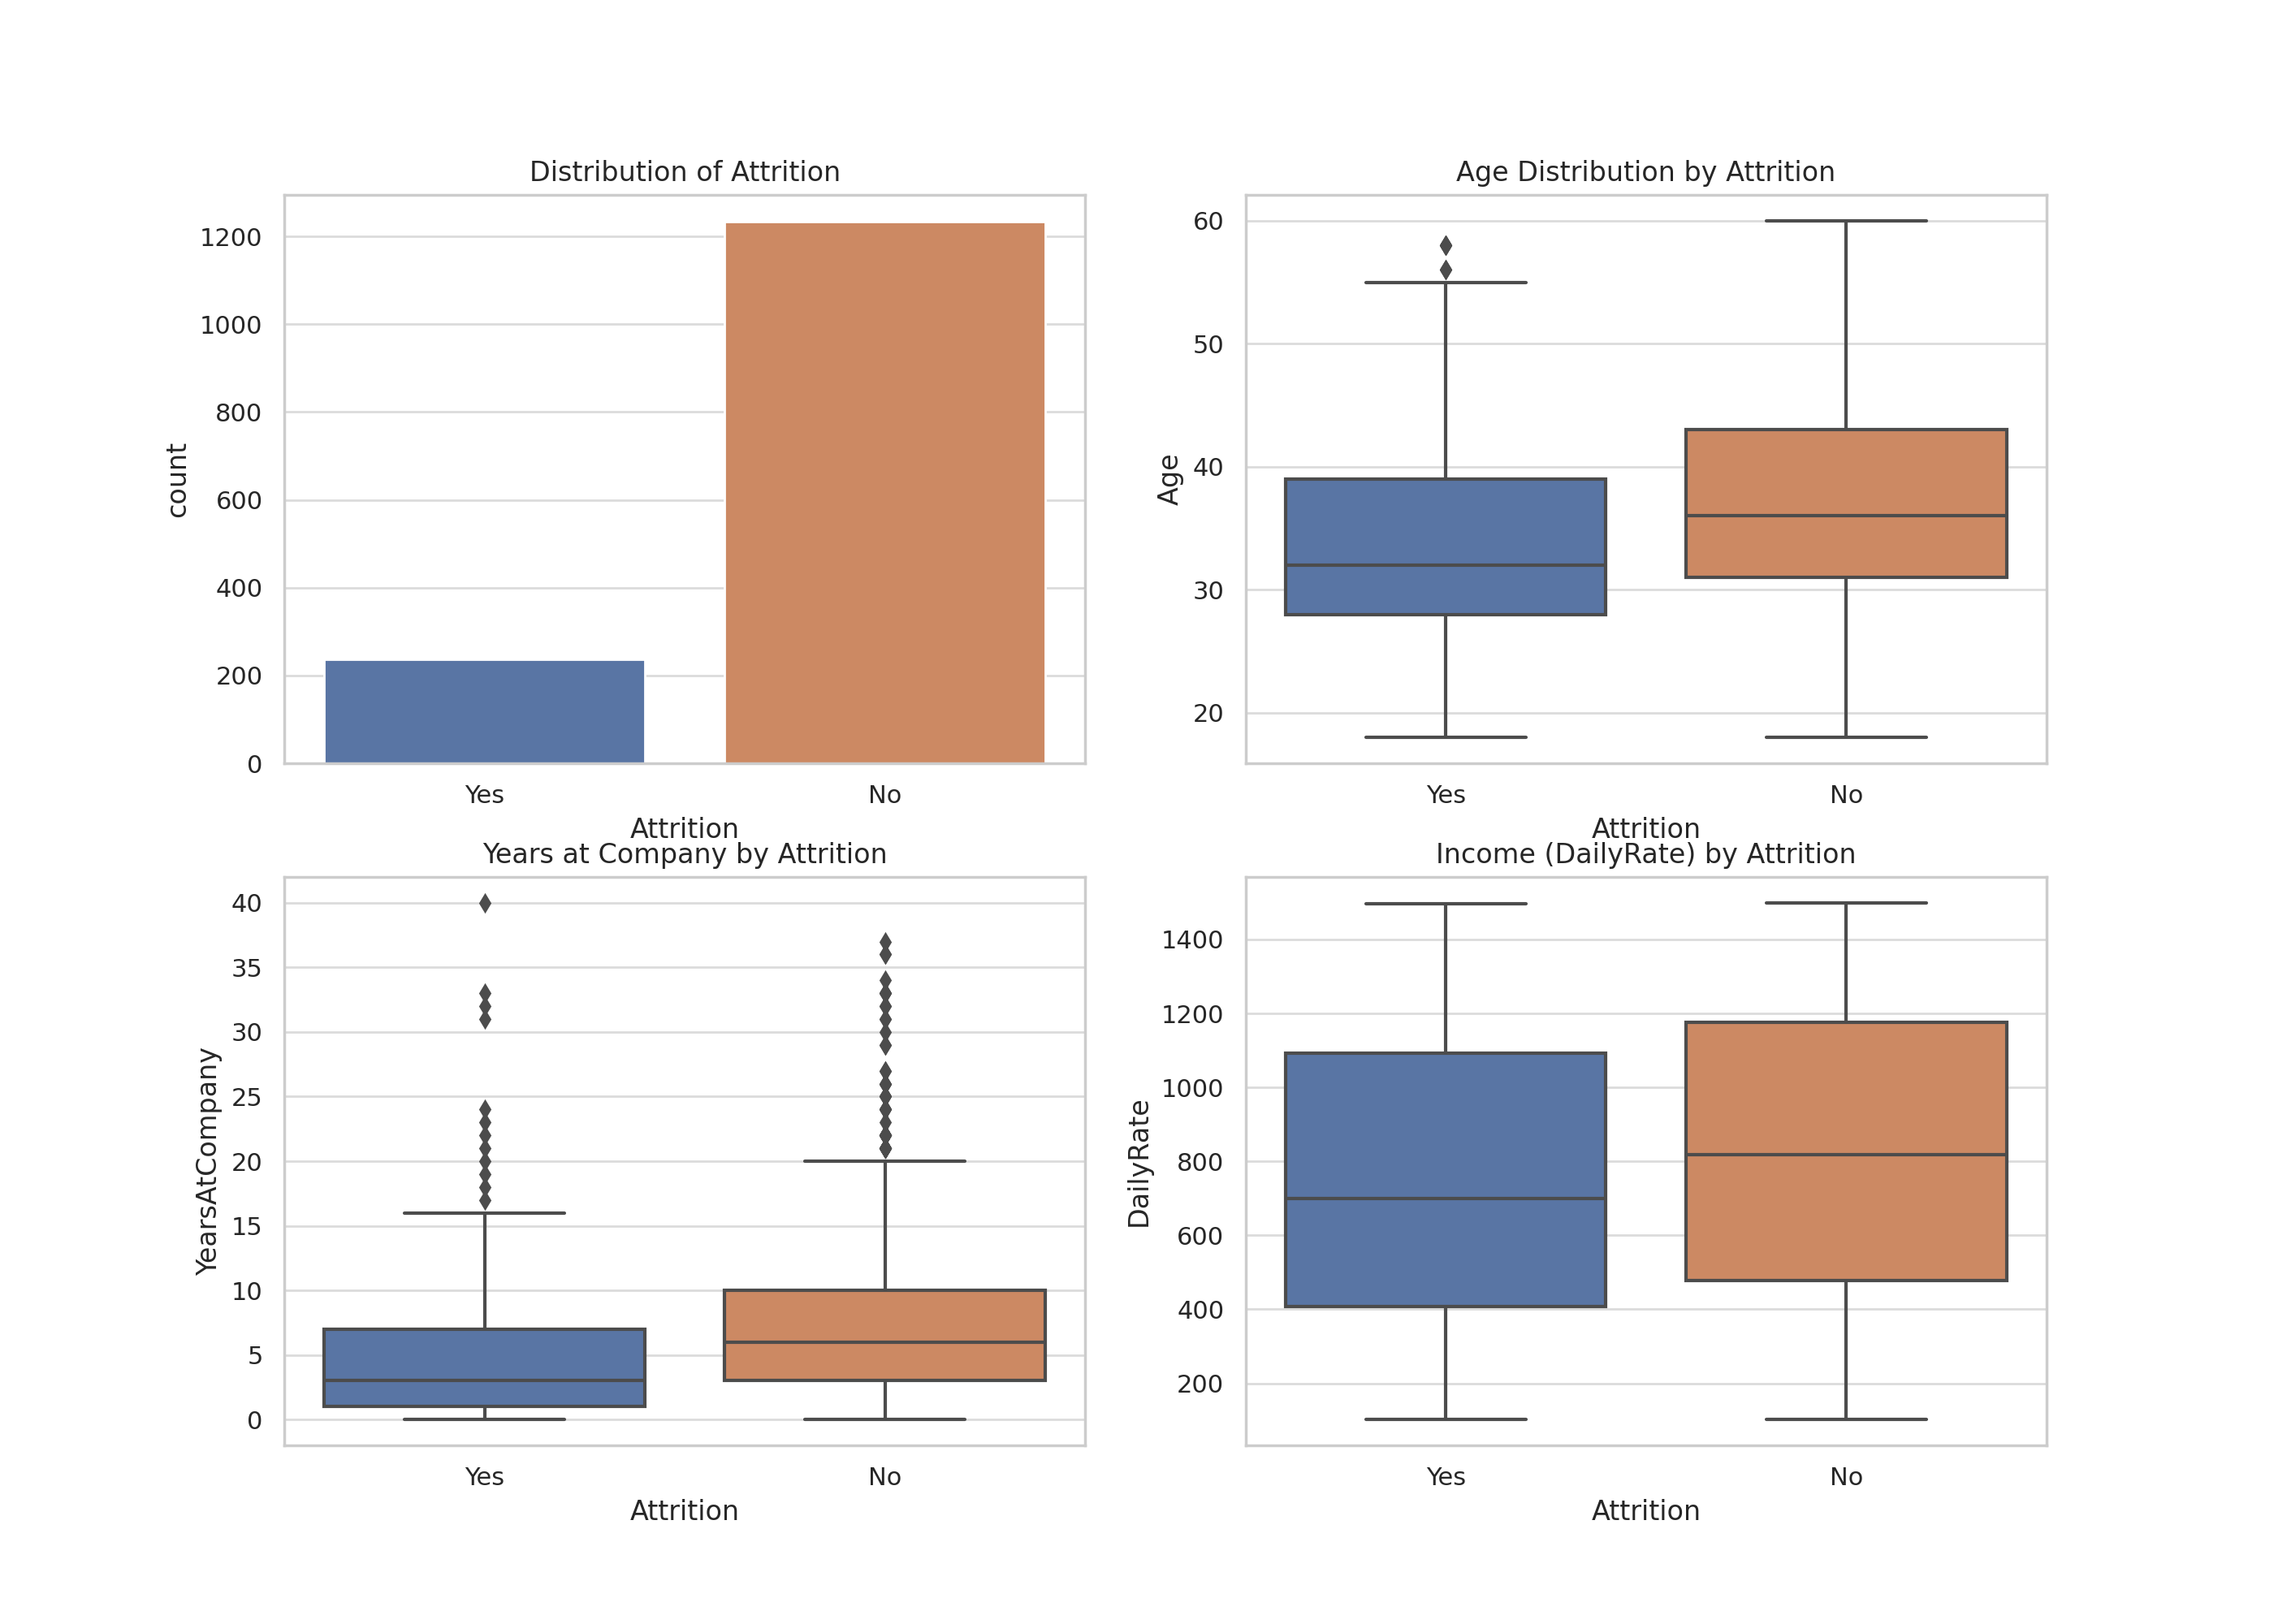 Distribution of Attrition
1200
1000
800
600
400
200
0
count
Yes No
Attrition
Age Distribution by Attrition
60
50
40
30
20
Age
Yes No
Attrition
Years at Company by Attrition
40
35
30
25
20
15
10
5
0
YearsAtCompany
Yes No
Attrition
Income (DailyRate) by Attrition
1400
1200
1000
800
600
400
200
DailyRate
Yes No
Attrition